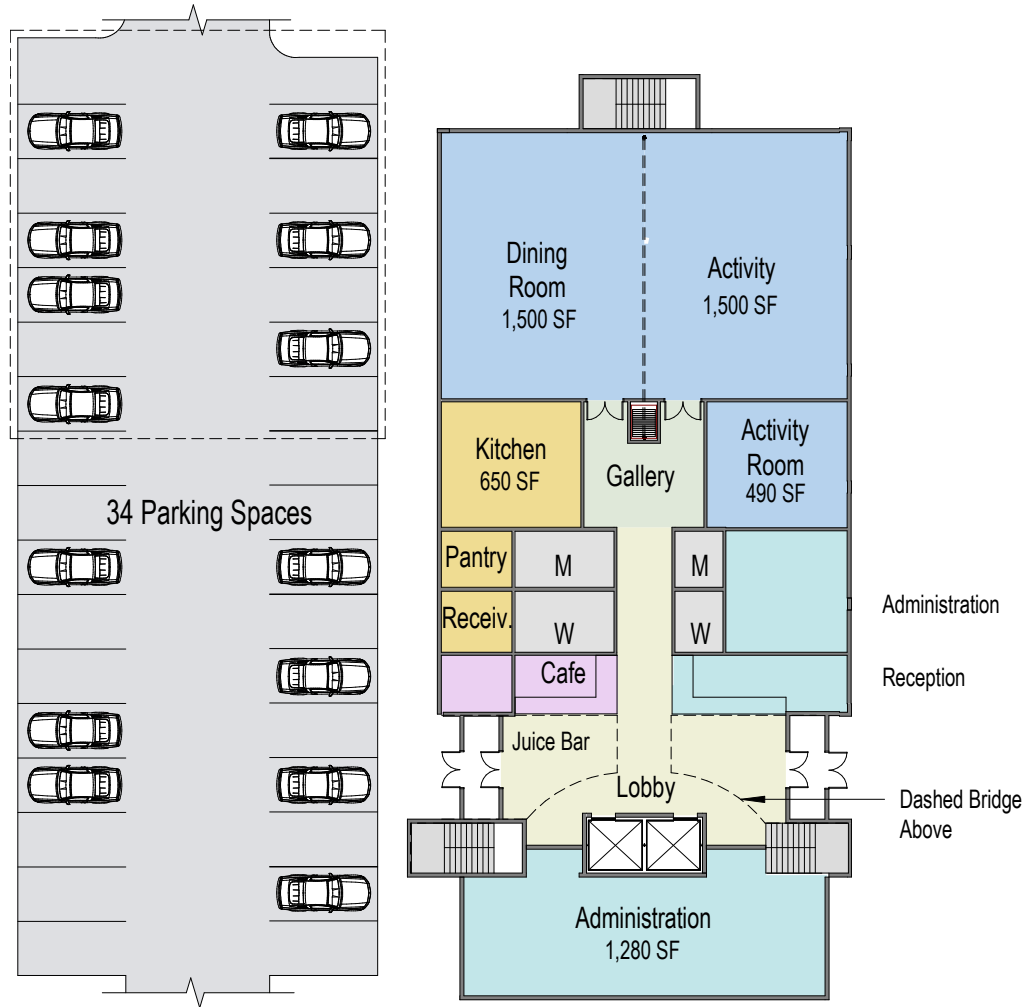 Dining
Room
1,500 SF
Activity
1,500 SF
Kitchen
650 SF
Gallery
Activity
Room
490 SF
34 Parking Spaces
Pantry
M
M
Receiv.
W
W
Administration
Cafe
Reception
Juice Bar
Lobby
Dashed Bridge
Above
Administration
1,280 SF